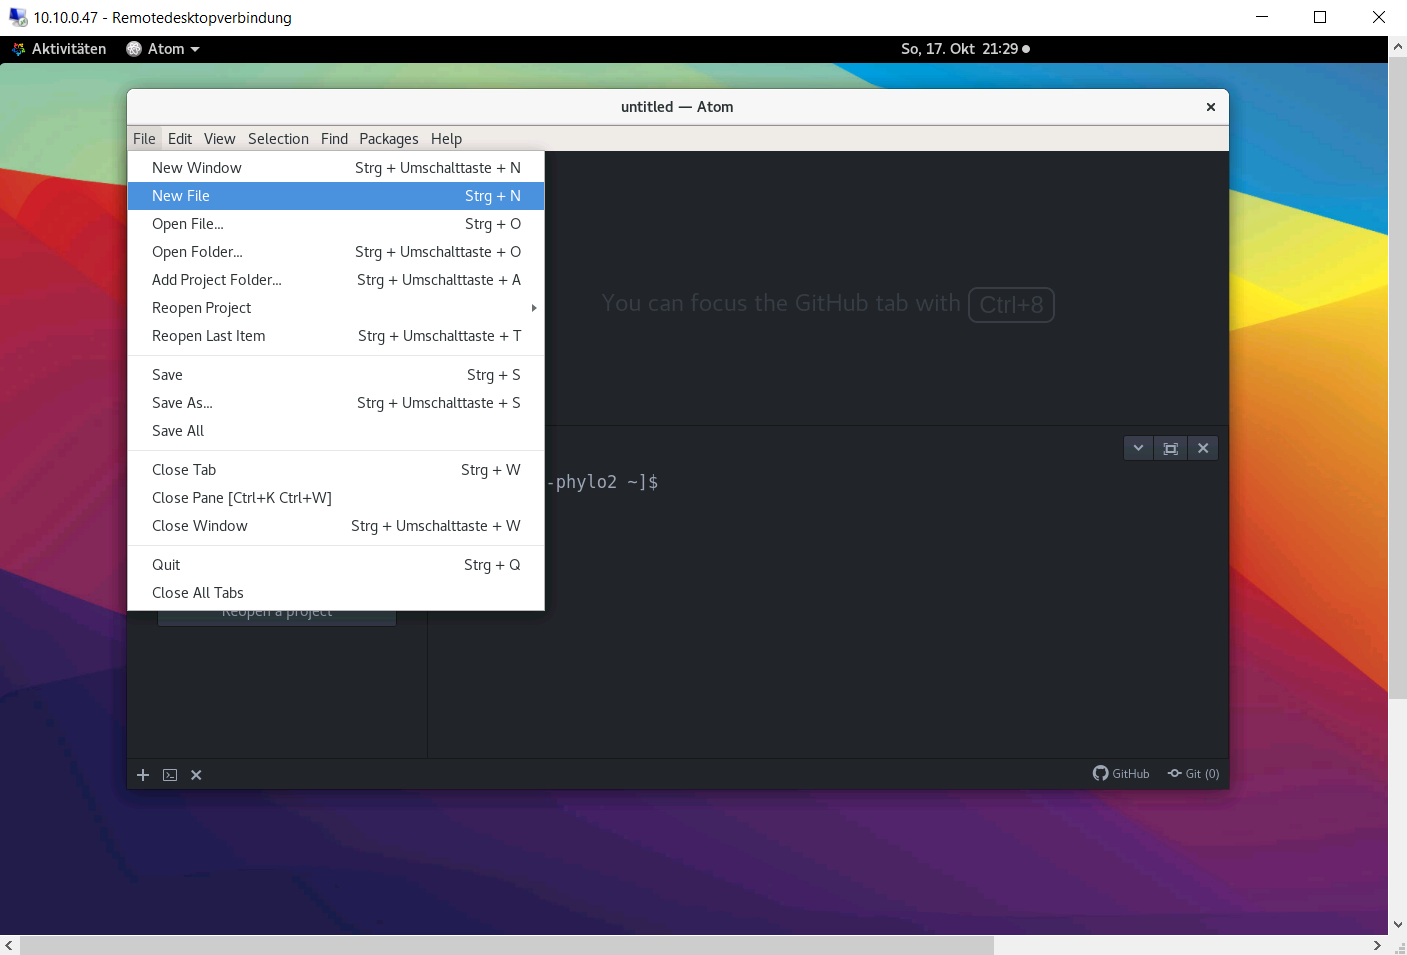 10.10.0.47 - Remotedesktopverbindung
Aktivitäten Atom So, 17. Okt 21:29
untitled — Atom
File Edit View Selection Find Packages Help
New Window Strg + Umschalttaste + N
New File Strg + N
Open File... Strg + O
Open Folder... Strg + Umschalttaste + O
Add Project Folder... Strg + Umschalttaste + A
Reopen Project
Reopen Last Item Strg + Umschalttaste + T
Save Strg + S
Save As... Strg + Umschalttaste + S
Save All
Close Tab Strg + W
Close Pane [Ctrl+K Ctrl+W]
Close Window Strg + Umschalttaste + W
Quit Strg + Q
Close All Tabs
You can focus the GitHub tab with Ctrl+8
-phylo2 ~]$
Reopen a project
GitHub Git (0)